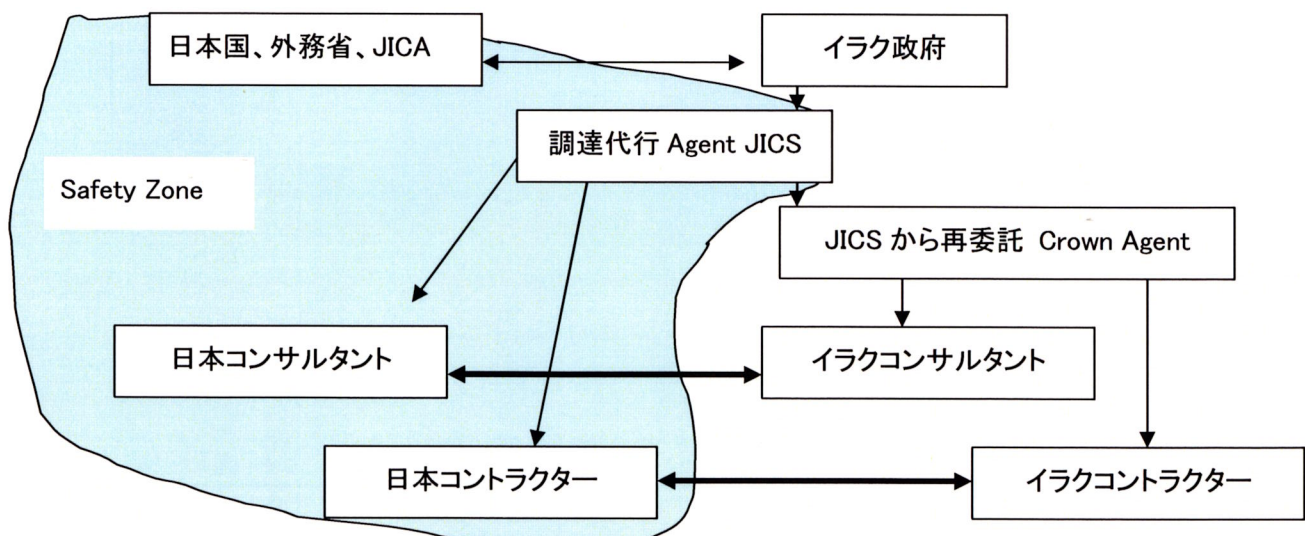 日本国、外務省、JICA
イラク政府
調達代行 Agent JICS
Safety Zone
JICS から再委託 Crown Agent
日本コンサルタント
イラクコンサルタント
日本コントラクター
イラクコントラクター